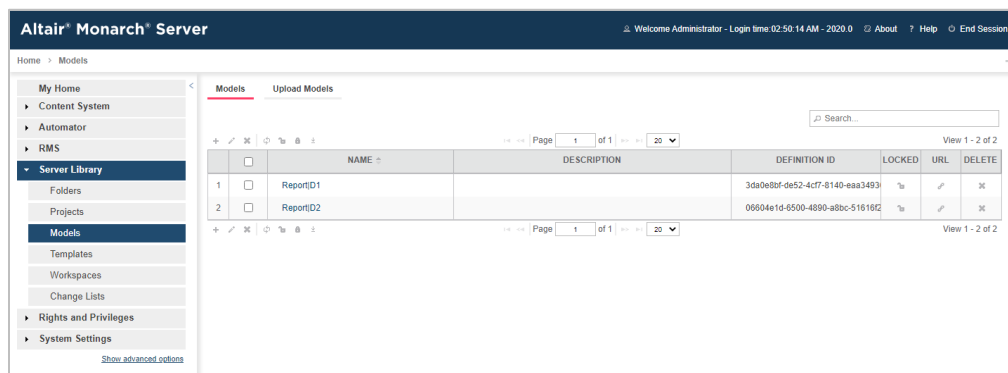 Altair® Monarch® Server
Welcome Administrator - Login time:02:50:14 AM - 2020.0 About ? Help End Session
Home > Models
My Home
Content System
Automator
RMS
Server Library
Folders
Projects
Models
Templates
Workspaces
Change Lists
Rights and Privileges
System Settings
Show advanced options
Models Upload Models
Search...
Page 1 of 1 20 View 1 - 2 of 2
NAME DESCRIPTION DEFINITION ID LOCKED URL DELETE
1 Report|D1 3da0e8bf-de52-4cf7-8140-eaa3493
2 Report|D2 06604e1d-6500-4890-a8bc-51616f2
Page 1 of 1 20 View 1 - 2 of 2